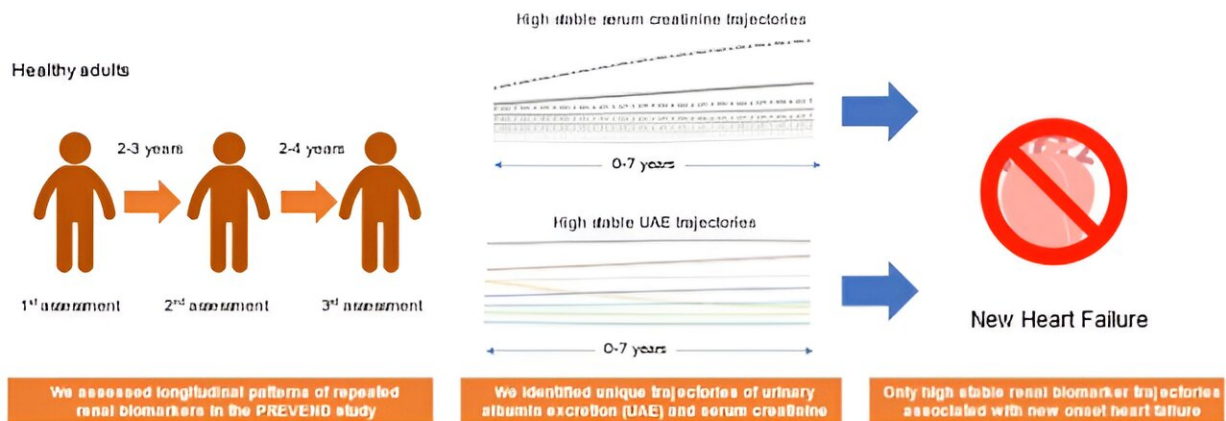 High stable serum creatinine trajectories
Healthy adults
2-3 years
2-4 years
0-7 years
High stable UAE trajectories
1st assessment
2nd assessment
3rd assessment
New Heart Failure
0-7 years
We assessed longitudinal patterns of repeated
renal biomarkers in the PREVEND study
We identified unique trajectories of urinary
albumin excretion (UAE) and serum creatinine
Only high stable renal biomarker trajectories
associated with new onset heart failure